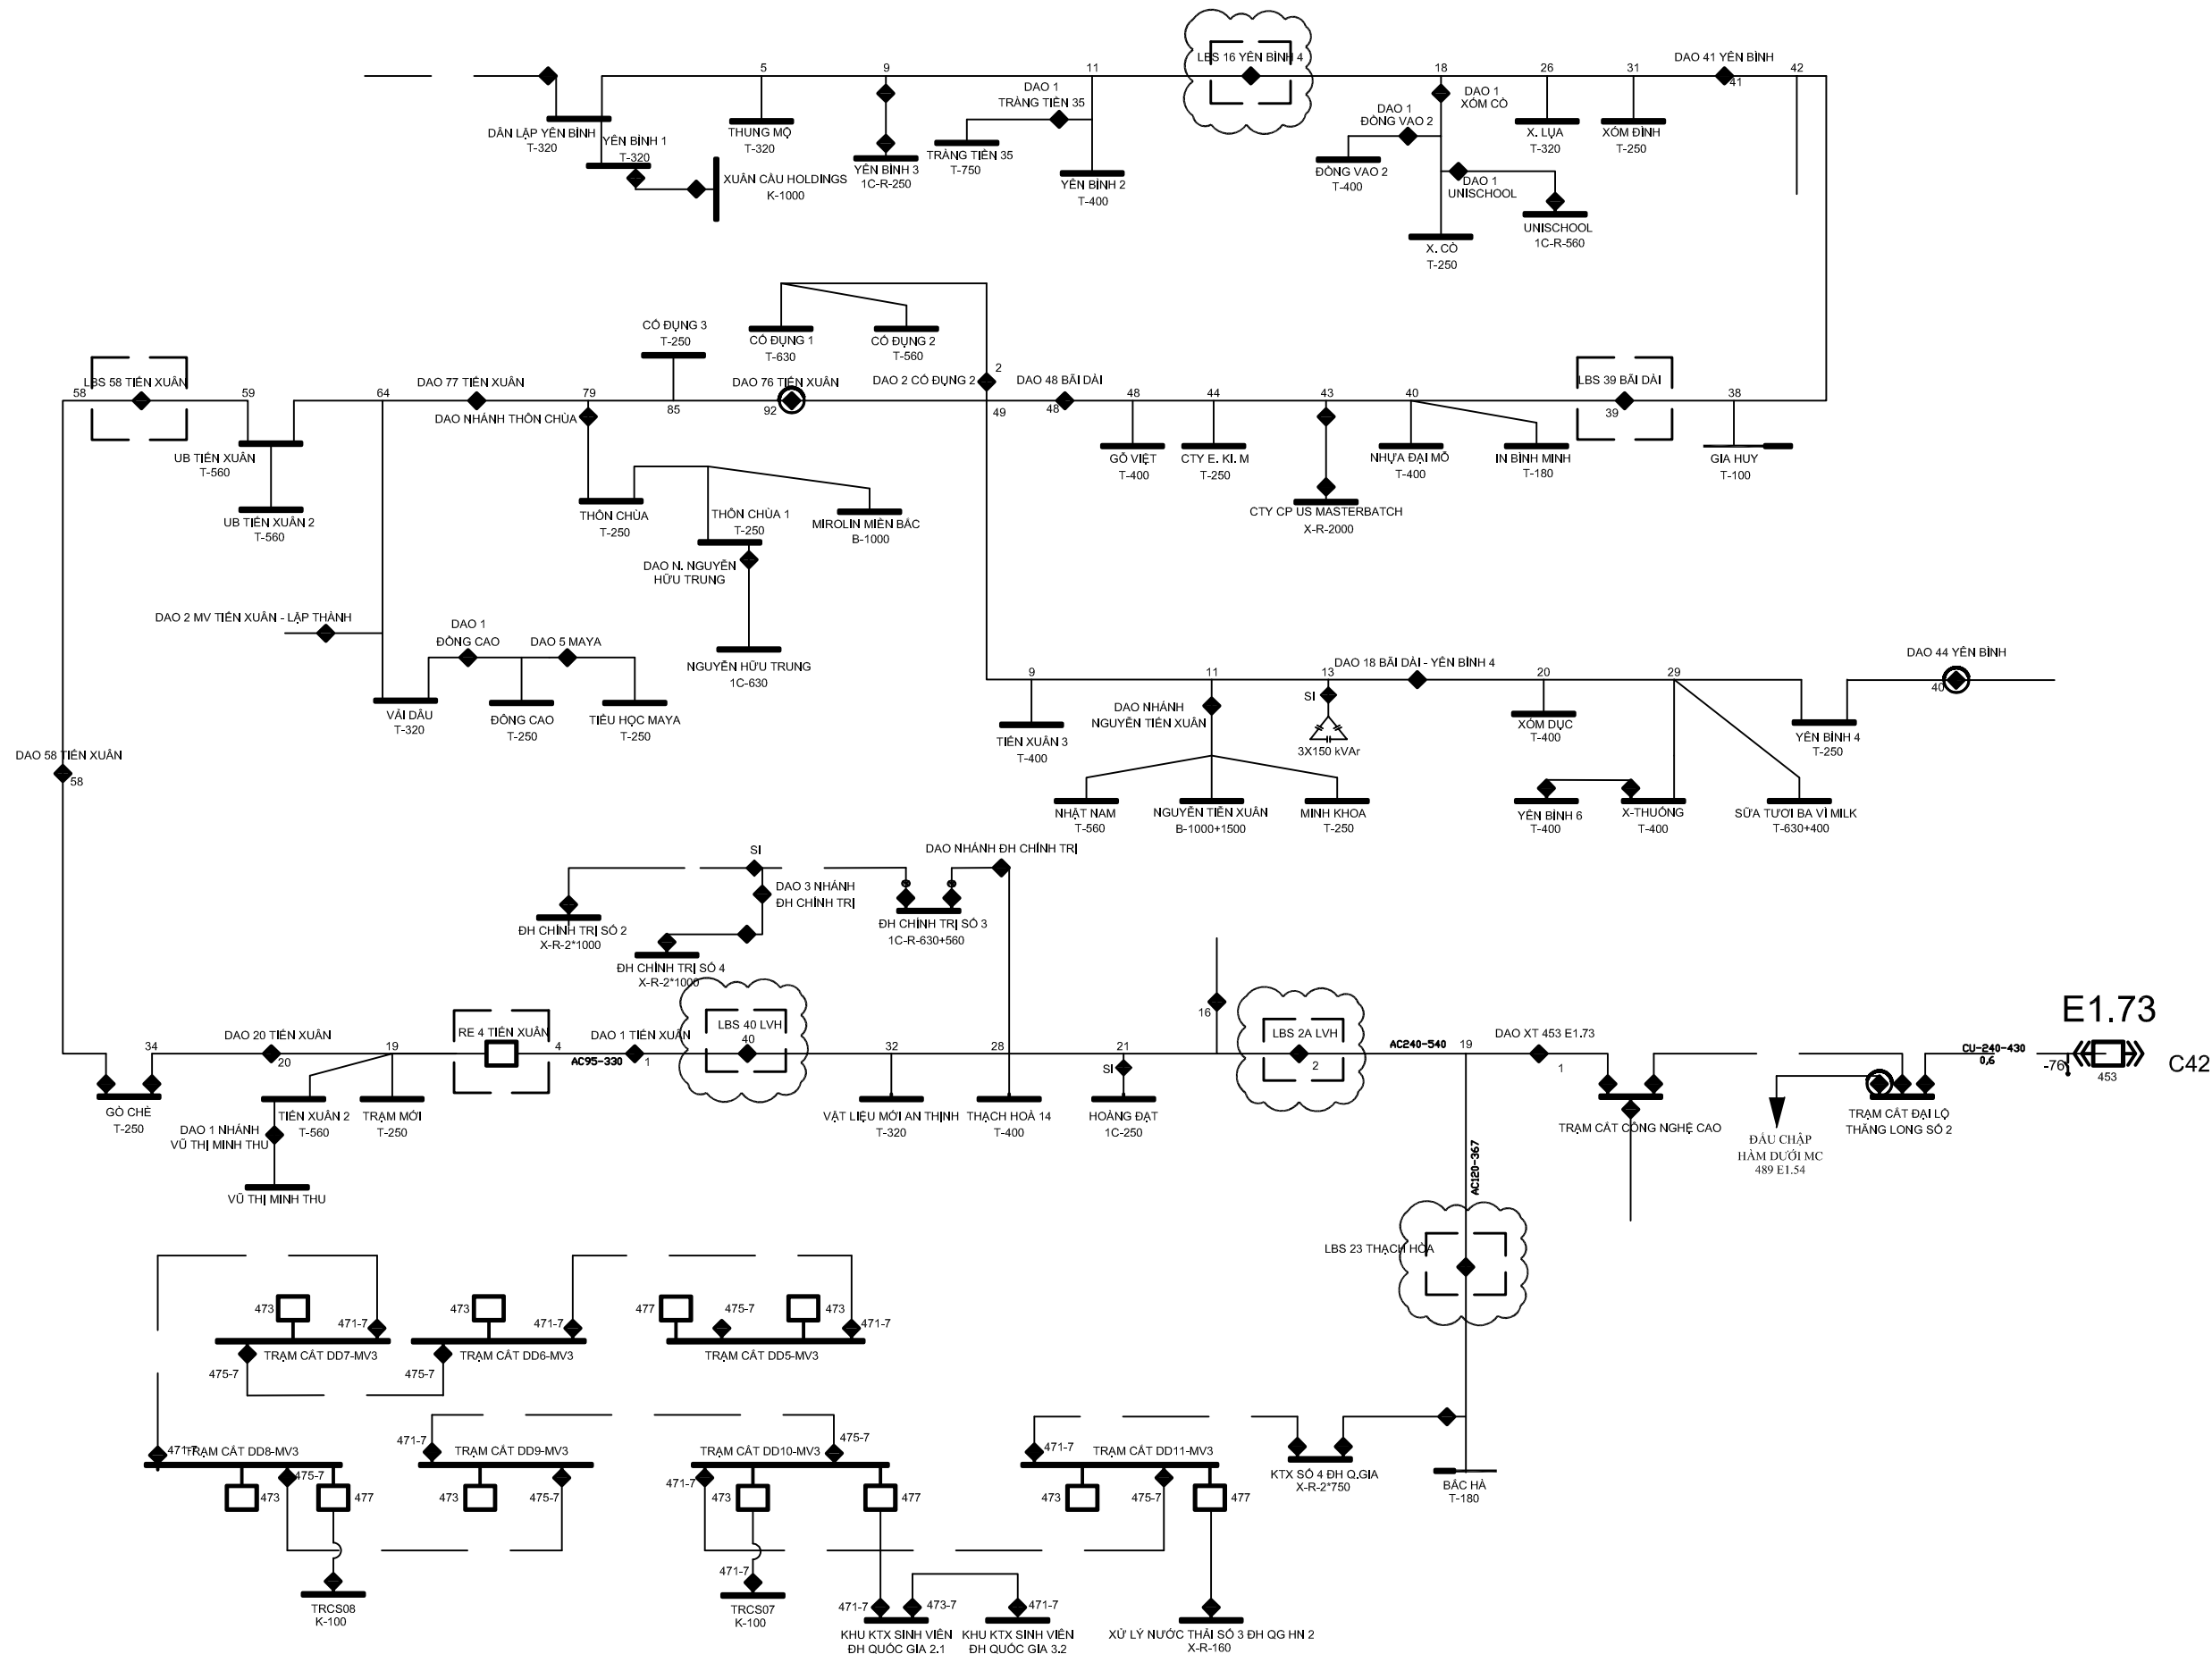 5
9
11
LBS 16 YÊN BÌNH 4
18
26
31
DAO 41 YÊN BÌNH
41
42
DÂN LẬP YÊN BÌNH
T-320
YÊN BÌNH 1
T-320
XUÂN CẦU HOLDINGS
K-1000
THUNG MỘ
T-320
YÊN BÌNH 3
1C-R-250
DAO 1
TRÀNG TIỀN 35
TRÀNG TIỀN 35
T-750
YÊN BÌNH 2
T-400
DAO 1
ĐỒNG VAO 2
ĐỒNG VAO 2
T-400
DAO 1
XÓM CÒ
DAO 1
UNISCHOOL
UNISCHOOL
1C-R-560
X. CÒ
T-250
X. LỤA
T-320
XÓM ĐÌNH
T-250
CỐ ĐỤNG 3
T-250
CỐ ĐỤNG 1
T-630
CỐ ĐỤNG 2
T-560
58
LBS 58 TIẾN XUÂN
59
64
DAO 77 TIẾN XUÂN
DAO NHÁNH THÔN CHÙA
79
85
DAO 76 TIẾN XUÂN
92
DAO 2 CỐ ĐỤNG 2
2
49
DAO 48 BÃI DÀI
48
48
44
43
40
LBS 39 BÃI DÀI
39
38
UB TIẾN XUÂN
T-560
UB TIẾN XUÂN 2
T-560
THÔN CHÙA
T-250
THÔN CHÙA 1
T-250
MIROLIN MIỀN BẮC
B-1000
DAO N. NGUYỄN
HỮU TRUNG
NGUYỄN HỮU TRUNG
1C-630
GỖ VIỆT
T-400
CTY E. KI. M
T-250
CTY CP US MASTERBATCH
X-R-2000
NHỰA ĐẠI MỖ
T-400
IN BÌNH MINH
T-180
GIA HUY
T-100
DAO 2 MV TIẾN XUÂN - LẬP THÀNH
DAO 1
ĐỒNG CAO
DAO 5 MAYA
VẢI DÂU
T-320
ĐỒNG CAO
T-250
TIỂU HỌC MAYA
T-250
9
11
13
DAO 18 BÃI DÀI - YÊN BÌNH 4
20
29
DAO 44 YÊN BÌNH
40
TIẾN XUÂN 3
T-400
DAO NHÁNH
NGUYỄN TIẾN XUÂN
SI
3X150 kVAr
XÓM DỤC
T-400
YÊN BÌNH 4
T-250
NHẬT NAM
T-560
NGUYỄN TIẾN XUÂN
B-1000+1500
MINH KHOA
T-250
YÊN BÌNH 6
T-400
X-THUỐNG
T-400
SỮA TƯƠI BA VÌ MILK
T-630+400
DAO 58 TIẾN XUÂN
58
SI
DAO NHÁNH ĐH CHÍNH TRỊ
DAO 3 NHÁNH
ĐH CHÍNH TRỊ
ĐH CHÍNH TRỊ SỐ 2
X-R-2*1000
ĐH CHÍNH TRỊ SỐ 4
X-R-2*1000
ĐH CHÍNH TRỊ SỐ 3
1C-R-630+560
34
DAO 20 TIẾN XUÂN
20
19
RE 4 TIẾN XUÂN
4
AC95-330
DAO 1 TIẾN XUÂN
1
LBS 40 LVH
40
32
28
21
SI
16
LBS 2A LVH
2
AC240-540
19
DAO XT 453 E1.73
1
CU-240-430
0,6
-76
453
E1.73
C42
GÒ CHÈ
T-250
TIẾN XUÂN 2
T-560
TRẠM MỚI
T-250
DAO 1 NHÁNH
VŨ THỊ MINH THU
VŨ THỊ MINH THU
VẬT LIỆU MỚI AN THỊNH
T-320
THẠCH HOÀ 14
T-400
HOÀNG ĐẠT
1C-250
TRẠM CẮT CÔNG NGHỆ CAO
TRẠM CẮT ĐẠI LỘ
THĂNG LONG SỐ 2
ĐẤU CHẬP
HÀM DƯỚI MC
489 E1.54
AC120-367
LBS 23 THẠCH HÒA
473
471-7
473
471-7
477
475-7
473
471-7
TRẠM CẮT DD7-MV3
TRẠM CẮT DD6-MV3
TRẠM CẮT DD5-MV3
475-7
475-7
471-7
TRẠM CẮT DD8-MV3
471-7
TRẠM CẮT DD9-MV3
TRẠM CẮT DD10-MV3
475-7
471-7
TRẠM CẮT DD11-MV3
475-7
473
477
473
475-7
471-7
473
477
473
475-7
477
KTX SỐ 4 ĐH Q.GIA
X-R-2*750
BẮC HÀ
T-180
TRCS08
K-100
471-7
TRCS07
K-100
471-7
473-7
471-7
KHU KTX SINH VIÊN
ĐH QUỐC GIA 2.1
KHU KTX SINH VIÊN
ĐH QUỐC GIA 3.2
XỬ LÝ NƯỚC THẢI SỐ 3 ĐH QG HN 2
X-R-160